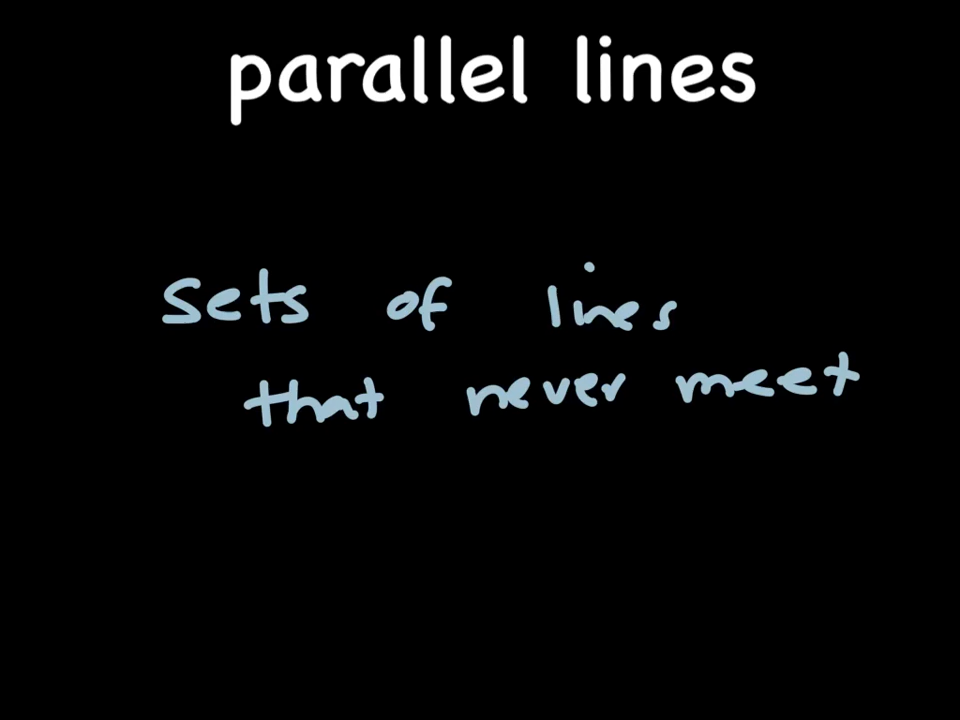 parallel lines
sets of lines
that never meet